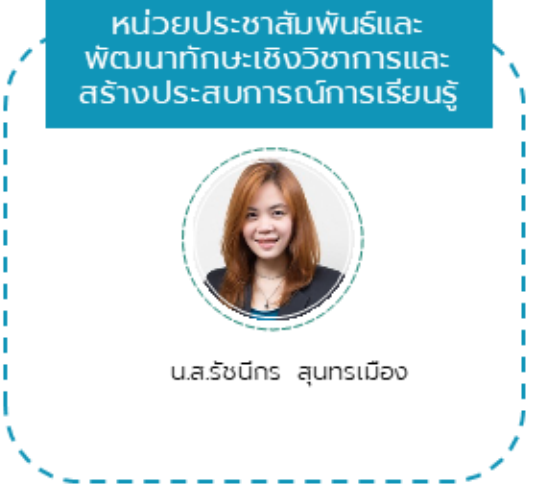 หน่วยประชาสัมพันธ์และ
พัฒนาทักษะเชิงวิชาการและ
สร้างประสบการณ์การเรียนรู้
น.ส.รัชนีกร สุนทรเมือง